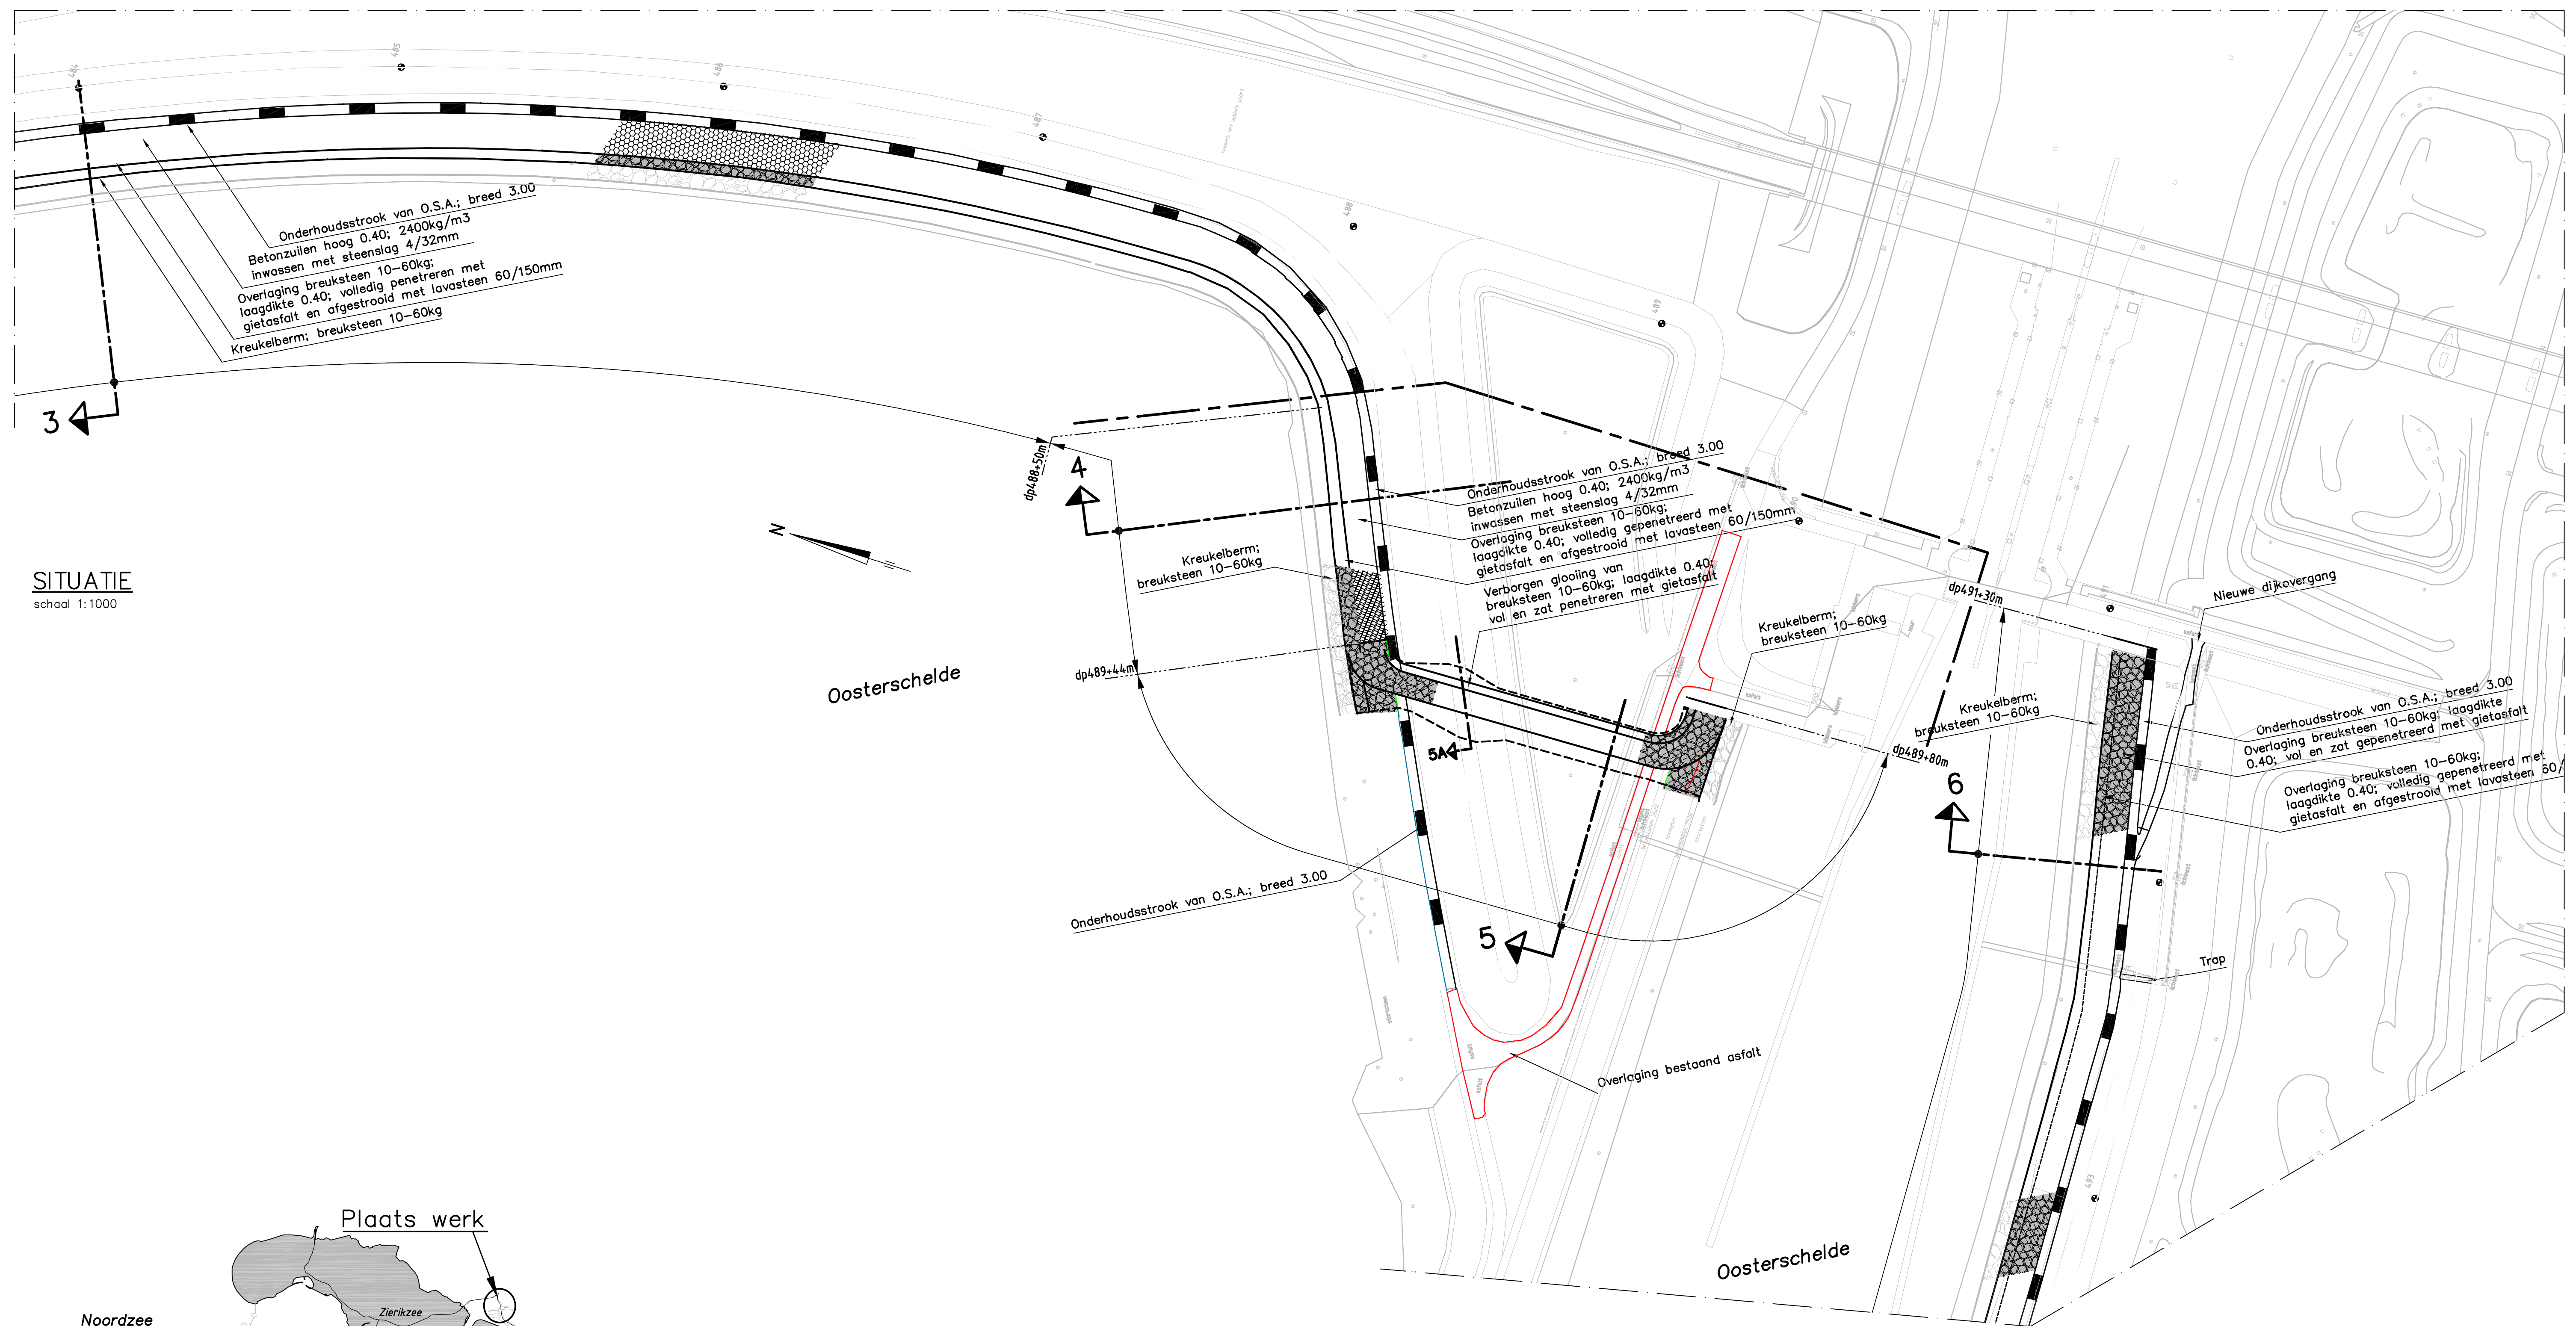 484
485
486
487
488
489
Onderhoudsstrook van O.S.A.; breed 3.00
Betonzuilen hoog 0.40; 2400kg/m3
inwassen met steenslag 4/32mm
Overlaging breuksteen 10-60kg;
laagdikte 0.40; volledig penetreren met
gietasfalt en afgestrooid met lavasteen 60/150mm
Kreukelberm; breuksteen 10-60kg
3
dp488+50m
4
N
SITUATIE
schaal 1:1000
Oosterschelde
Kreukelberm;
breuksteen 10-60kg
dp489+44m
Onderhoudsstrook van O.S.A.; breed 3.00
Betonzuilen hoog 0.40; 2400kg/m3
inwassen met steenslag 4/32mm
Overlaging breuksteen 10-60kg;
laagdikte 0.40; volledig gepenetreerd met
gietasfalt en afgestrooid met lavasteen 60/150mm
Verborgen glooiing van
breuksteen 10-60kg; laagdikte 0.40;
vol en zat penetreren met gietasfalt
Kreukelberm;
breuksteen 10-60kg
5A
dp489+80m
dp491+30m
491
Nieuwe dijkovergang
Kreukelberm;
breuksteen 10-60kg
Onderhoudsstrook van O.S.A.; breed 3.00
Overlaging breuksteen 10-60kg; laagdikte
0.40; vol en zat gepenetreerd met gietasfalt
Overlaging breuksteen 10-60kg;
laagdikte 0.40; volledig gepenetreerd met
gietasfalt en afgestrooid met lavasteen 60/
6
Onderhoudsstrook van O.S.A.; breed 3.00
5
Trap
Overlaging bestaand asfalt
493
Oosterschelde
Plaats werk
Zierikzee
Noordzee